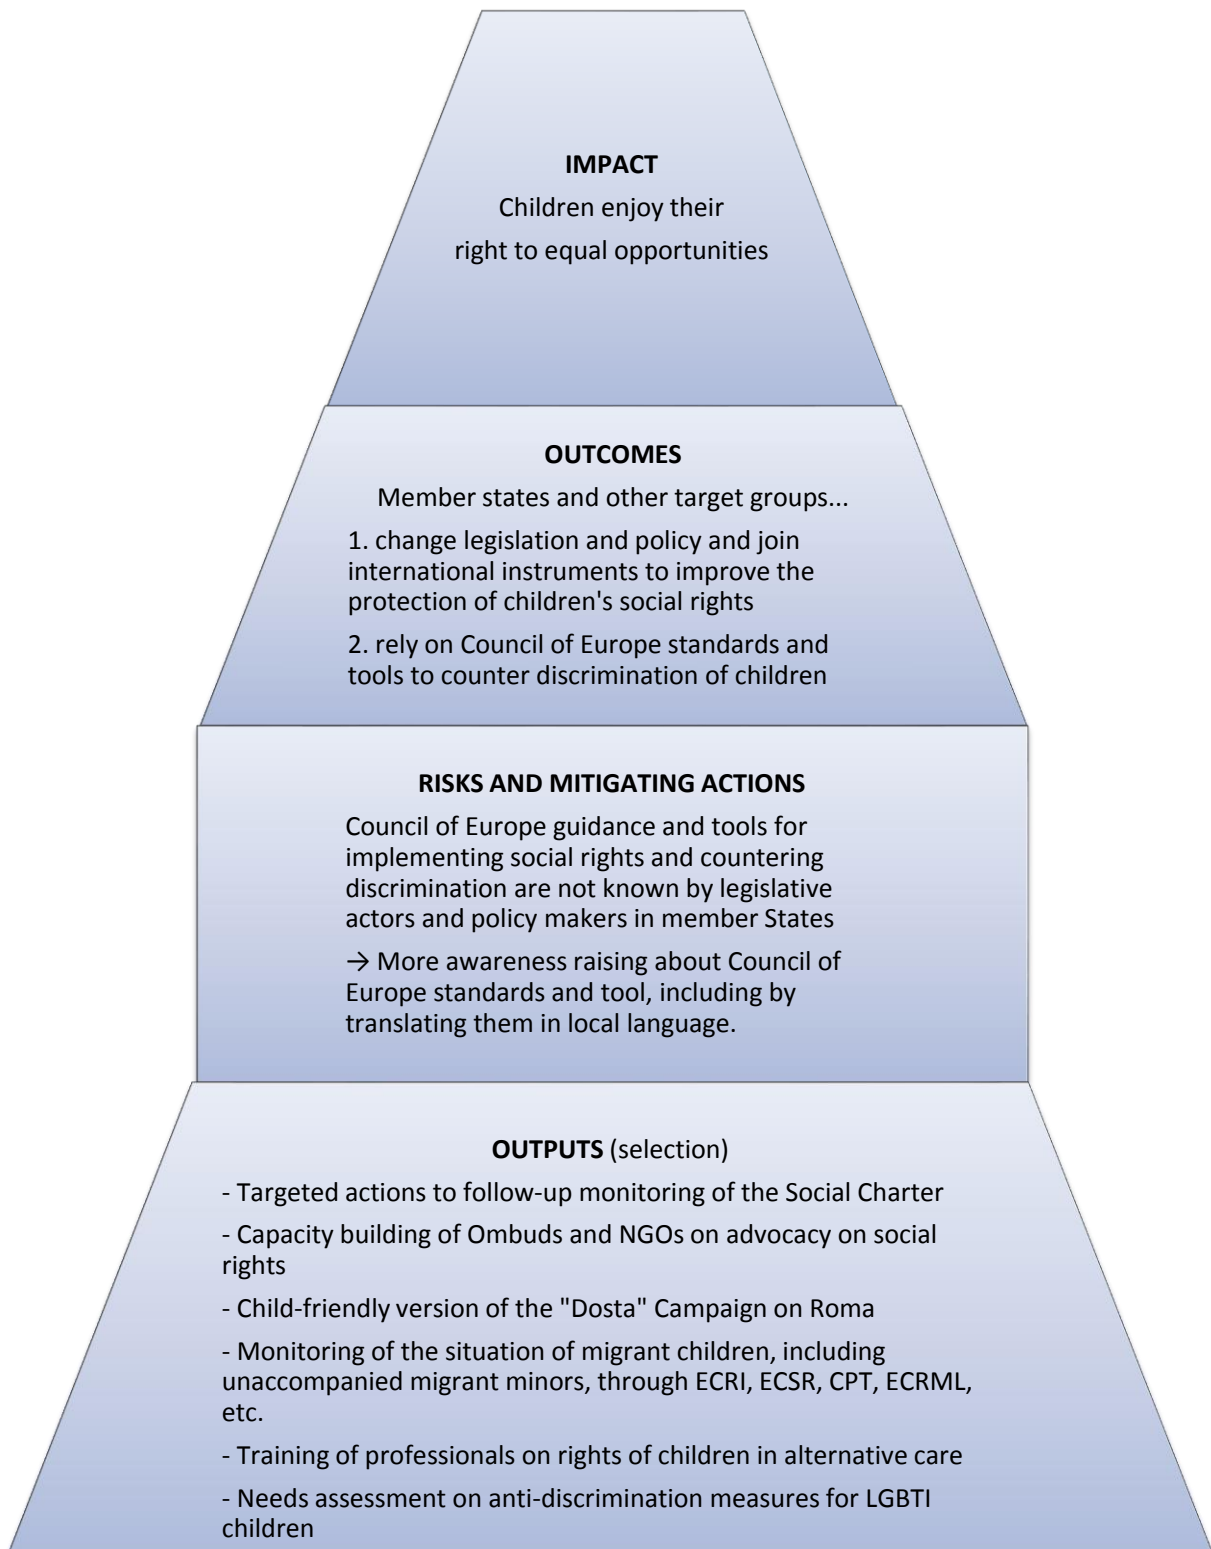 IMPACT
Children enjoy their
right to equal opportunities
OUTCOMES
Member states and other target groups...
1. change legislation and policy and join
international instruments to improve the
protection of children's social rights
2. rely on Council of Europe standards and
tools to counter discrimination of children
RISKS AND MITIGATING ACTIONS
Council of Europe guidance and tools for
implementing social rights and countering
discrimination are not known by legislative
actors and policy makers in member States
→ More awareness raising about Council of
Europe standards and tool, including by
translating them in local language.
OUTPUTS (selection)
- Targeted actions to follow-up monitoring of the Social Charter
- Capacity building of Ombuds and NGOs on advocacy on social
rights
- Child-friendly version of the "Dosta" Campaign on Roma
- Monitoring of the situation of migrant children, including
unaccompanied migrant minors, through ECRI, ECSR, CPT, ECRML,
etc.
- Training of professionals on rights of children in alternative care
- Needs assessment on anti-discrimination measures for LGBTI
children